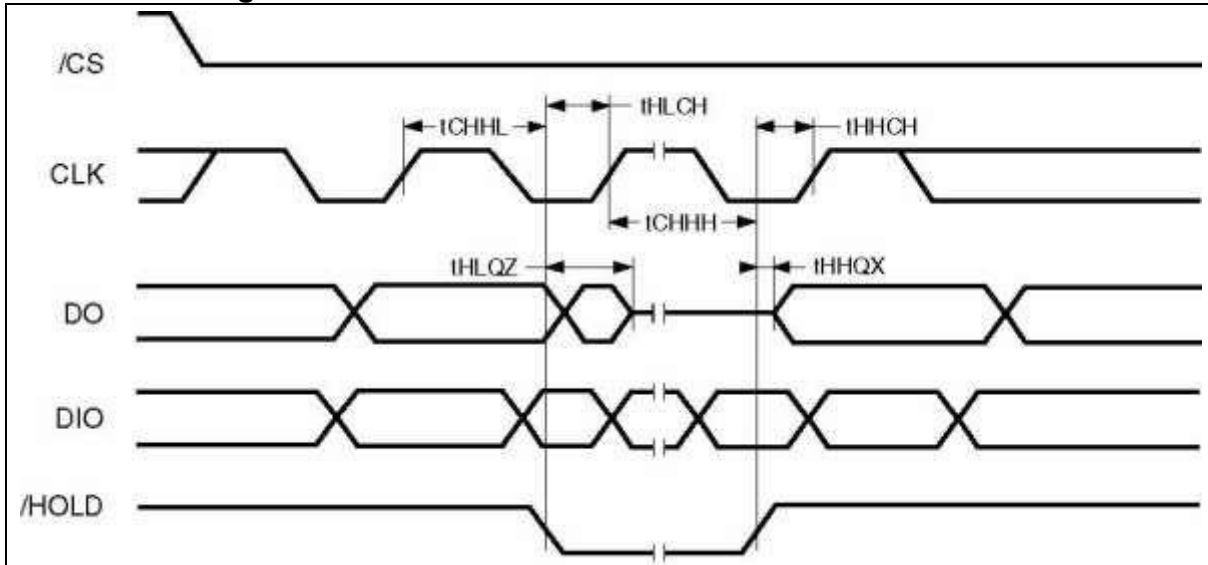 /CS
tHLCH
tCHHL
tHHCH
CLK
tCHHH
tHLQZ
tHHQX
DO
DIO
/HOLD